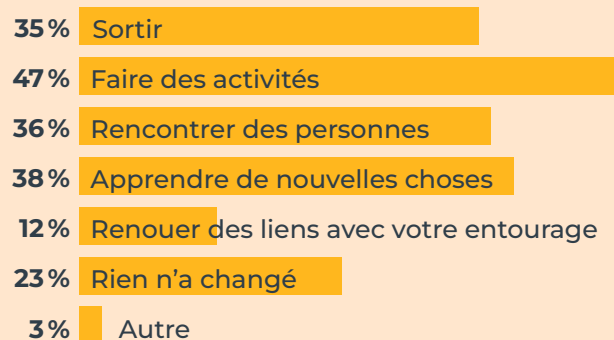 35 % Sortir
47 % Faire des activités
36 % Rencontrer des personnes
38 % Apprendre de nouvelles choses
12 % Renouer des liens avec votre entourage
23 % Rien n'a changé
3 % Autre